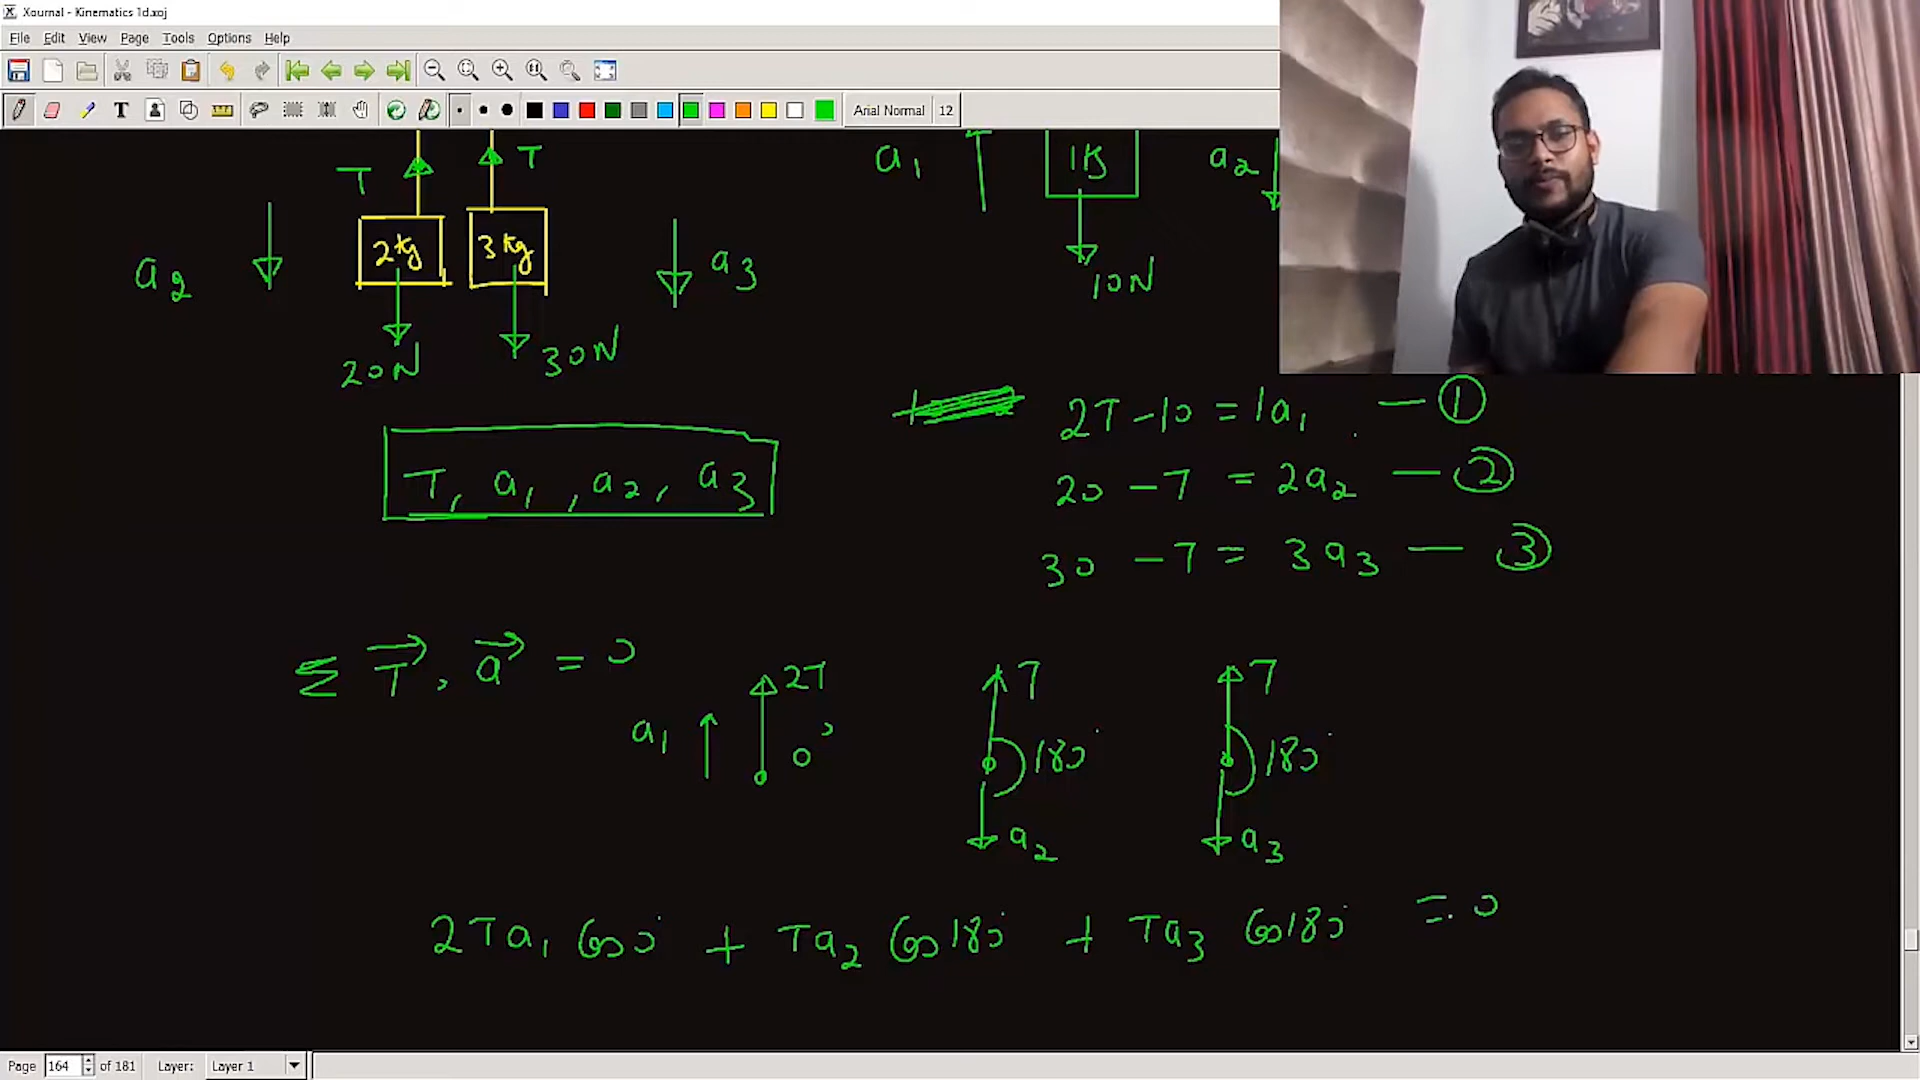 Xournal - Kinematics 1d.xoj
File Edit View Page Tools Options Help
Arial Normal 12
T T
a1 1kg a2
a2 2kg 3kg a3
20N 30N 10N
2T - 10 = 1a1 — ①
T, a1, a2, a3
20 - T = 2a2 — ②
30 - T = 3a3 — ③
Σ T⃗ . a⃗ = 0
a1 2T 0° T 180° a2 T 180° a3
2Ta1 Cos0° + Ta2 Cos180° + Ta3 Cos180° = 0
Page 164 of 181 Layer: Layer 1